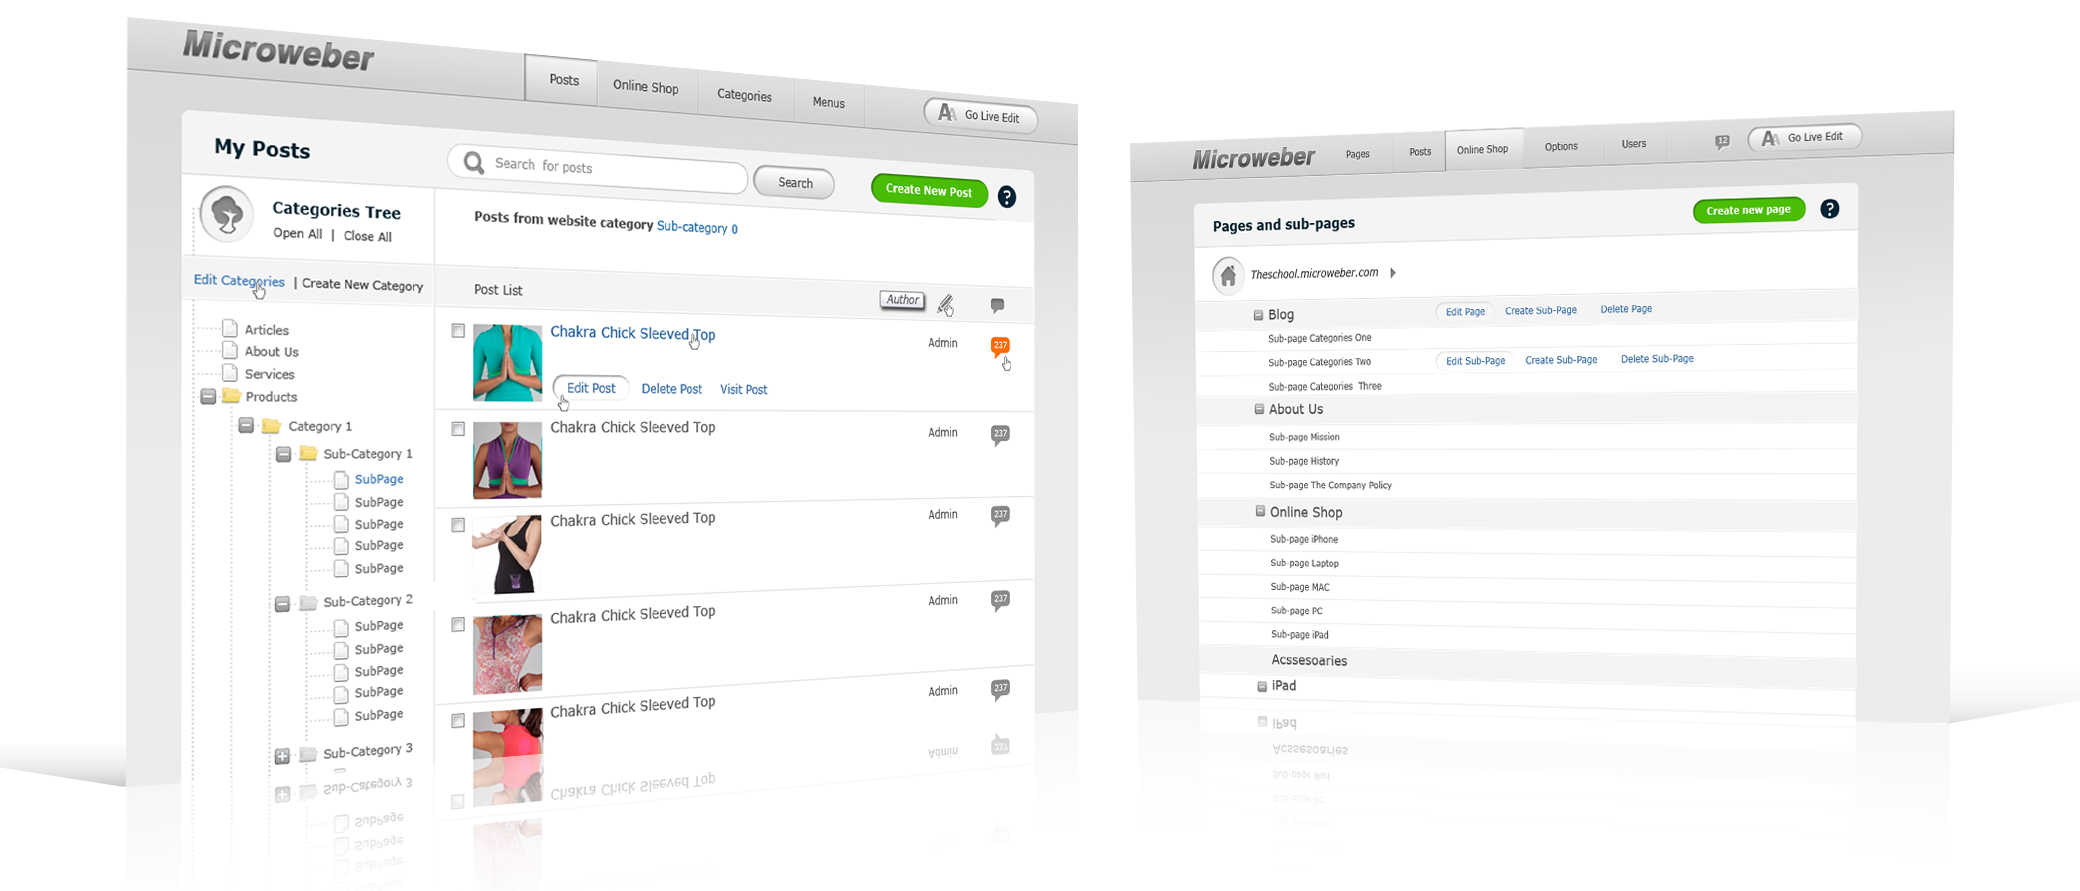 Microweber
Posts
Online Shop
Categories
Menus
Go Live Edit
My Posts
Search for posts
Search
Create New Post
?
Categories Tree
Open All | Close All
Posts from website category Sub-category 0
Edit Categories | Create New Category
Post List
Author
Articles
About Us
Services
Products
Category 1
Sub-Category 1
SubPage
SubPage
SubPage
SubPage
SubPage
Sub-Category 2
SubPage
SubPage
SubPage
SubPage
SubPage
Sub-Category 3
Chakra Chick Sleeved Top
Admin
237
Edit Post
Delete Post
Visit Post
Chakra Chick Sleeved Top
Admin
237
Chakra Chick Sleeved Top
Admin
237
Chakra Chick Sleeved Top
Admin
237
Chakra Chick Sleeved Top
Admin
237
Microweber
Pages
Posts
Online Shop
Options
Users
12
Go Live Edit
Pages and sub-pages
Create new page
?
Theschool.microweber.com
Blog
Edit Page
Create Sub-Page
Delete Page
Sub-page Categories One
Sub-page Categories Two
Edit Sub-Page
Create Sub-Page
Delete Sub-Page
Sub-page Categories Three
About Us
Sub-page Mission
Sub-page History
Sub-page The Company Policy
Online Shop
Sub-page iPhone
Sub-page Laptop
Sub-page MAC
Sub-page PC
Sub-page iPad
Acssesoaries
iPad